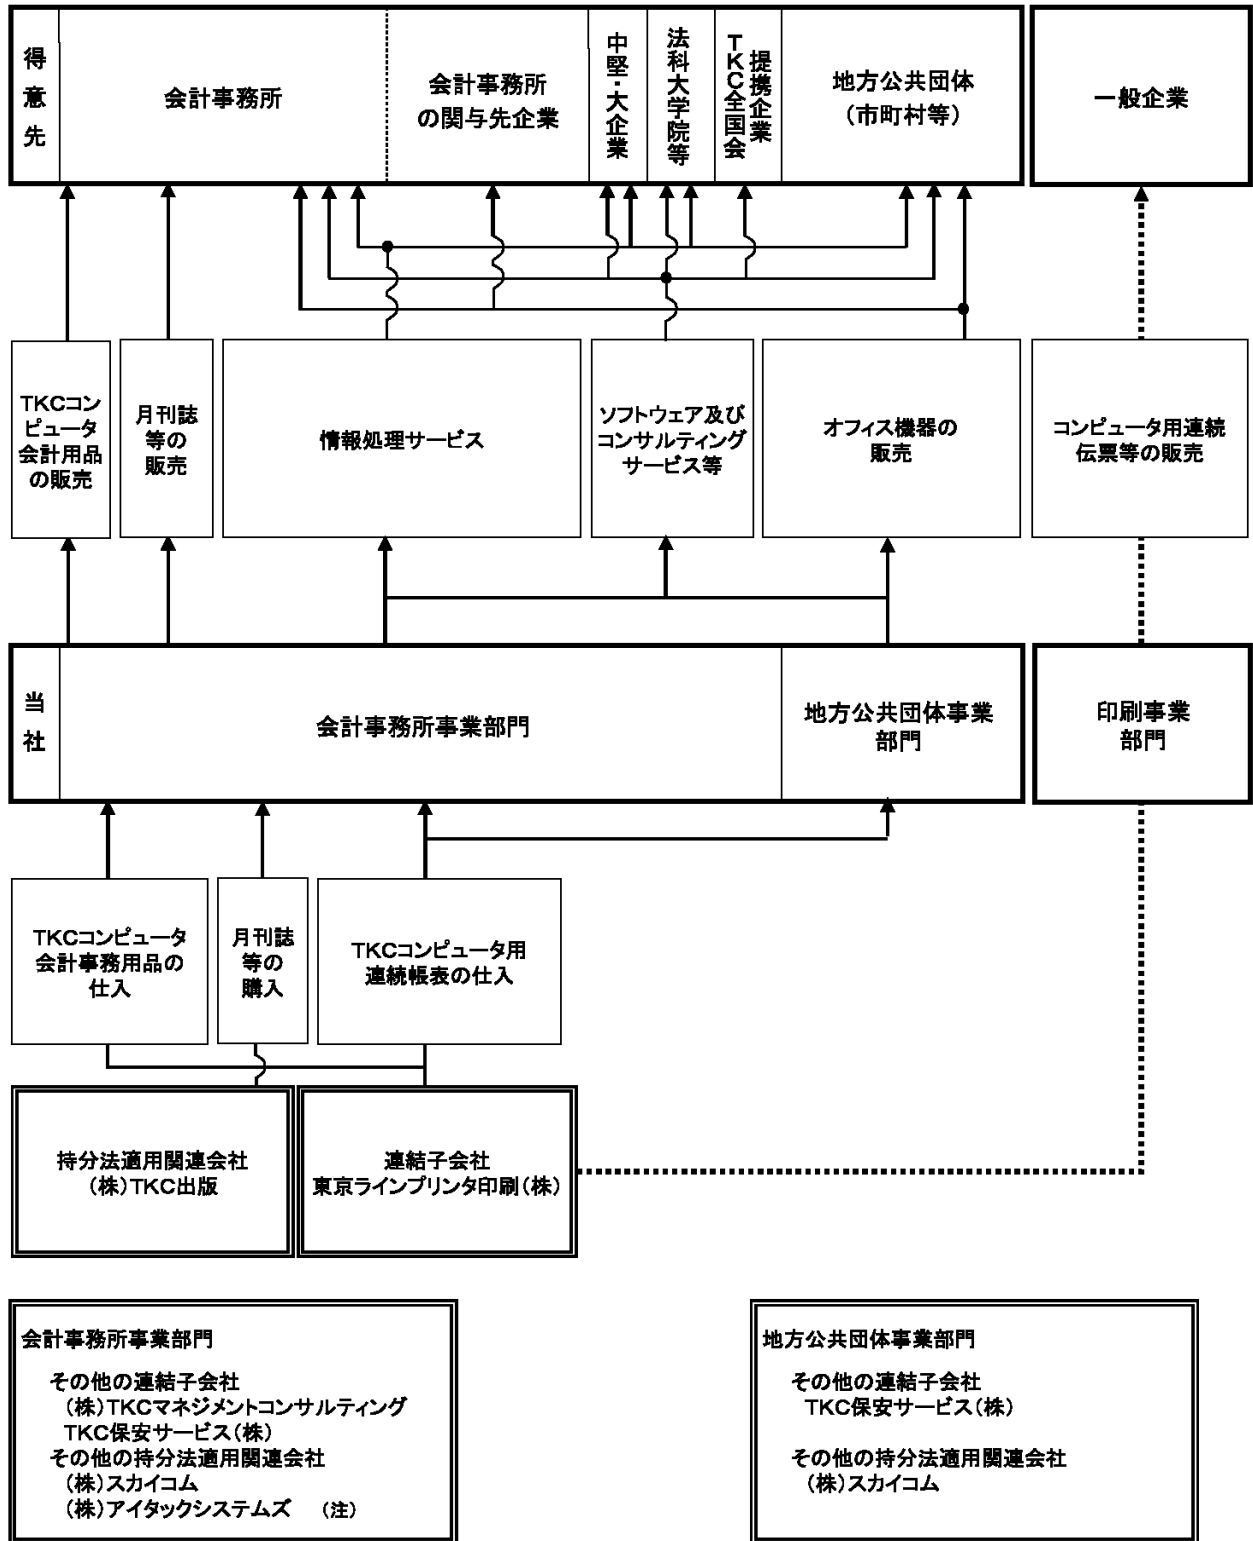 得意先
会計事務所
会計事務所
の関与先企業
中堅・大企業
法科大学院等
提携企業
TKC全国会
地方公共団体
(市町村等)
一般企業
TKCコン
ピュータ
会計用品
の販売
月刊誌
等の
販売
情報処理サービス
ソフトウェア及び
コンサルティング
サービス等
オフィス機器の
販売
コンピュータ用連続
伝票等の販売
当社
会計事務所事業部門
地方公共団体事業
部門
印刷事業
部門
TKCコンピュータ
会計事務用品の
仕入
月刊誌
等の
購入
TKCコンピュータ用
連続帳表の仕入
持分法適用関連会社
(株)TKC出版
連結子会社
東京ラインプリンタ印刷(株)
会計事務所事業部門
その他の連結子会社
(株)TKCマネジメントコンサルティング
TKC保安サービス(株)
その他の持分法適用関連会社
(株)スカイコム
(株)アイタックシステムズ (注)
地方公共団体事業部門
その他の連結子会社
TKC保安サービス(株)
その他の持分法適用関連会社
(株)スカイコム